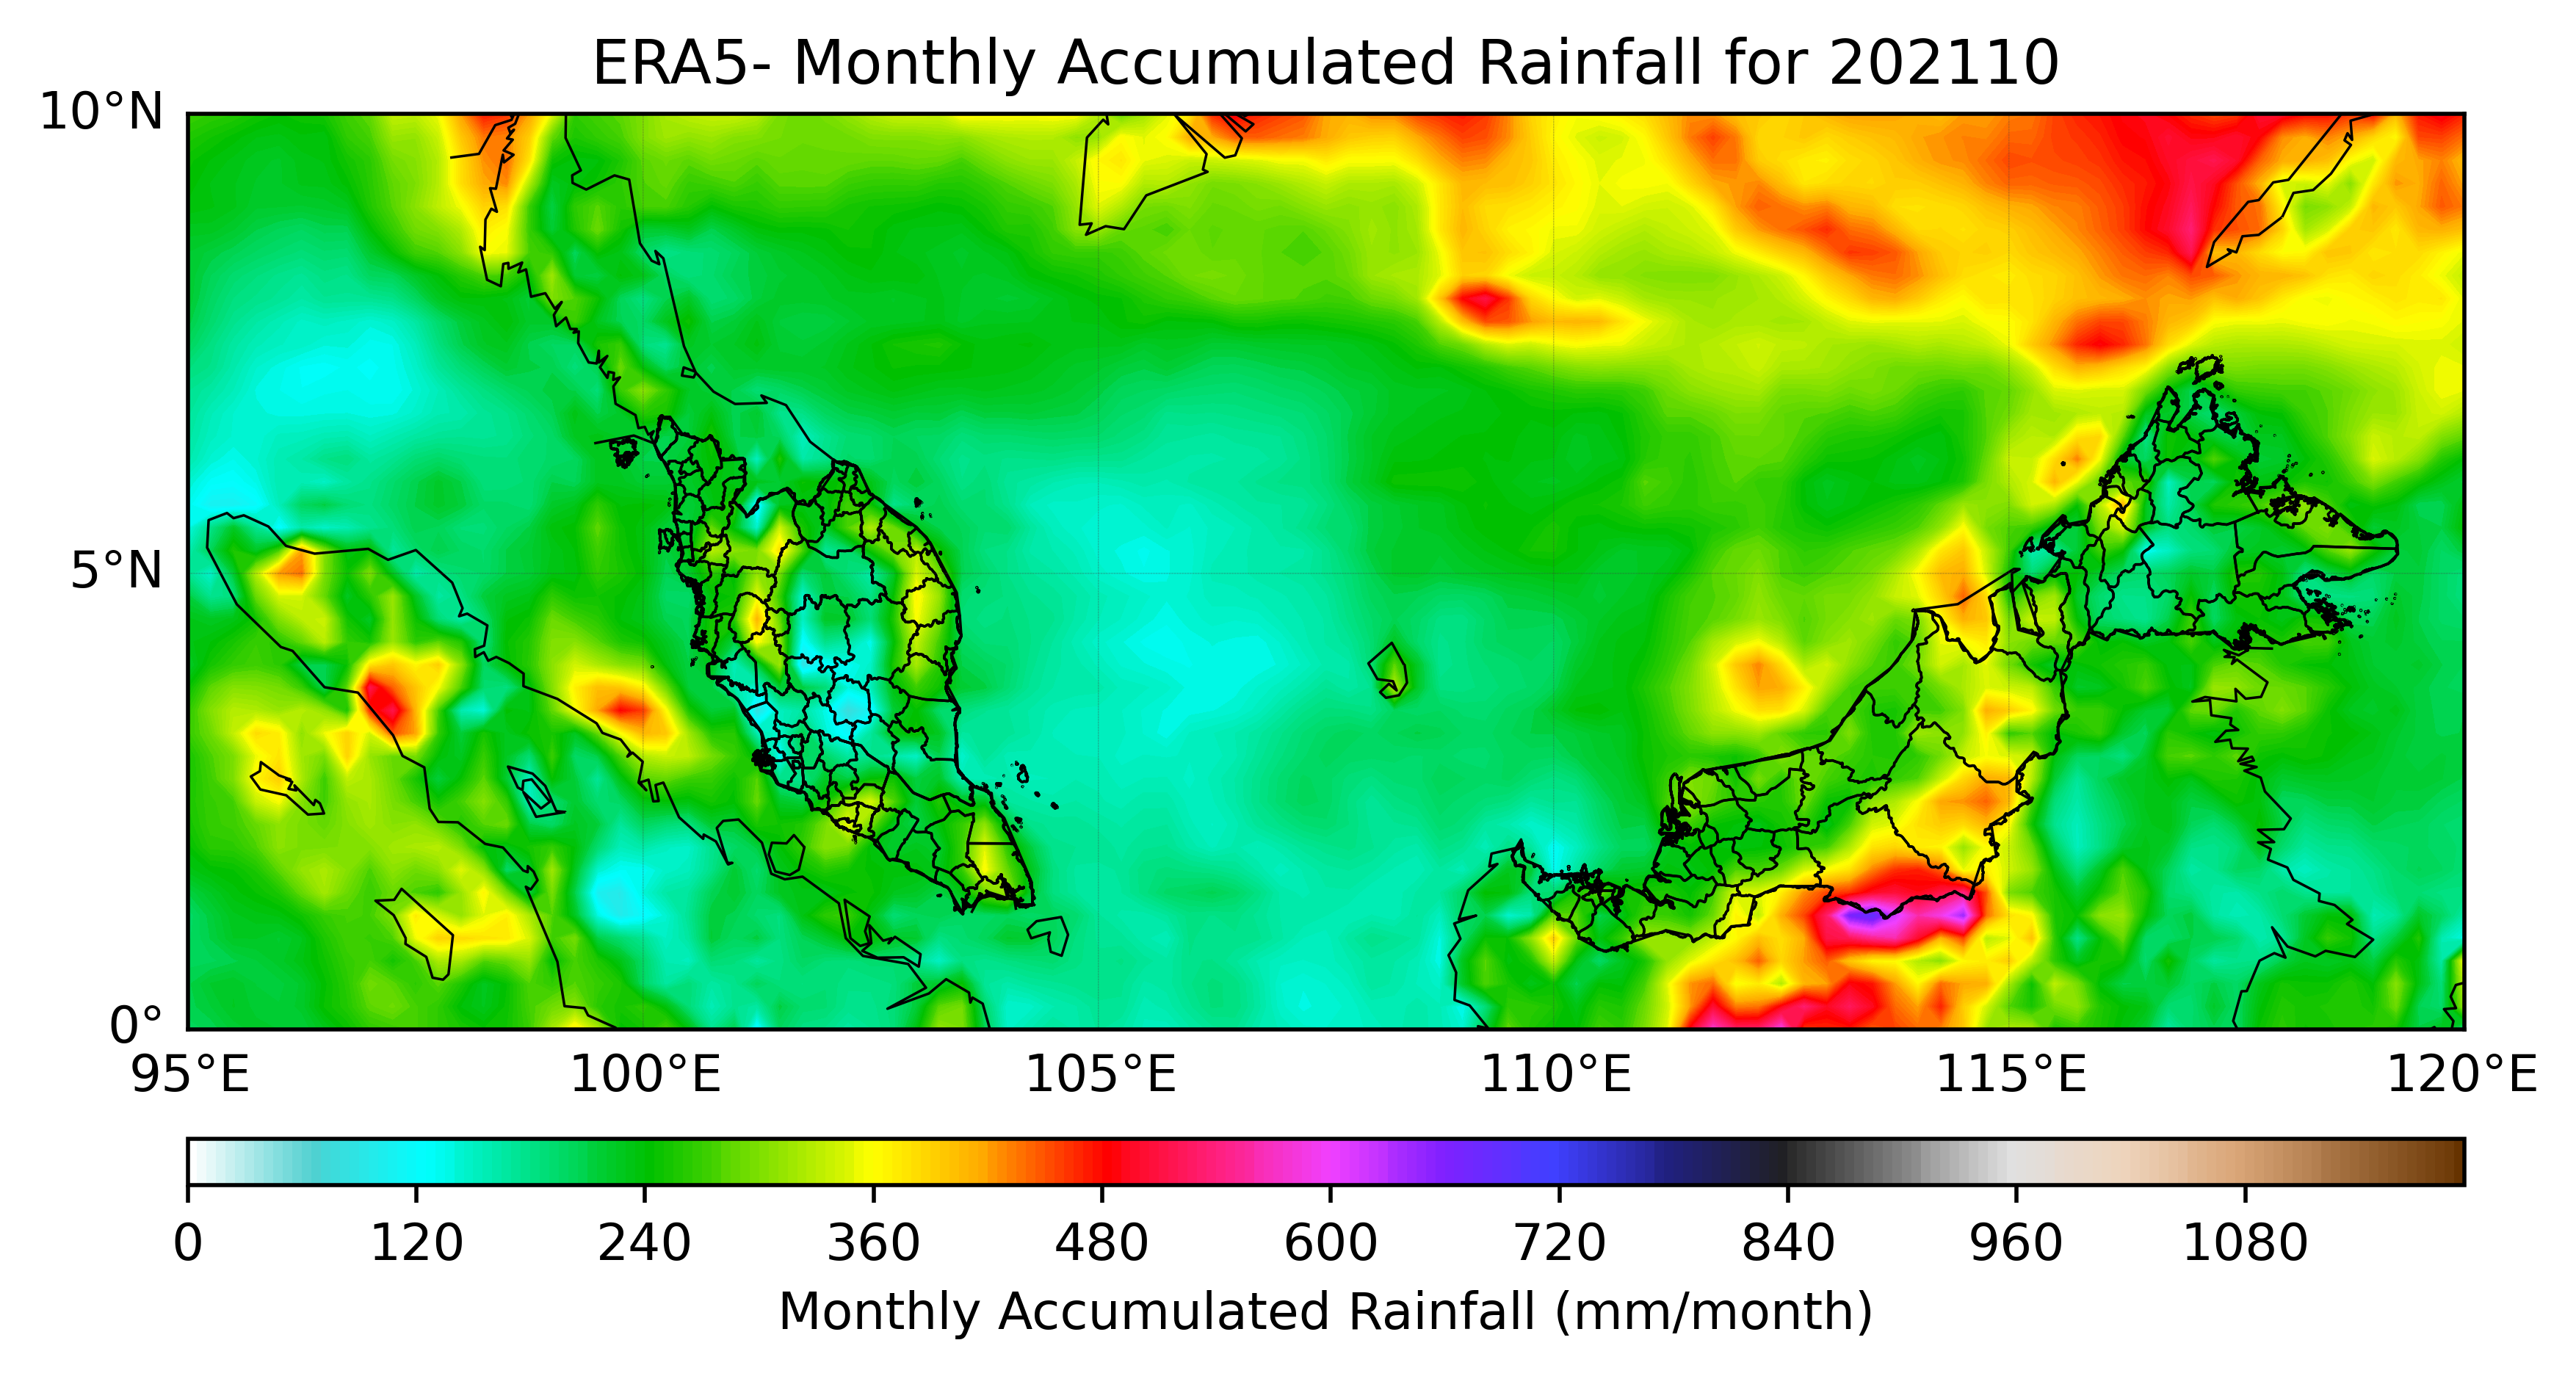 ERA5- Monthly Accumulated Rainfall for 202110
10°N
5°N
0°
95°E 100°E 105°E 110°E 115°E 120°E
0 120 240 360 480 600 720 840 960 1080
Monthly Accumulated Rainfall (mm/month)